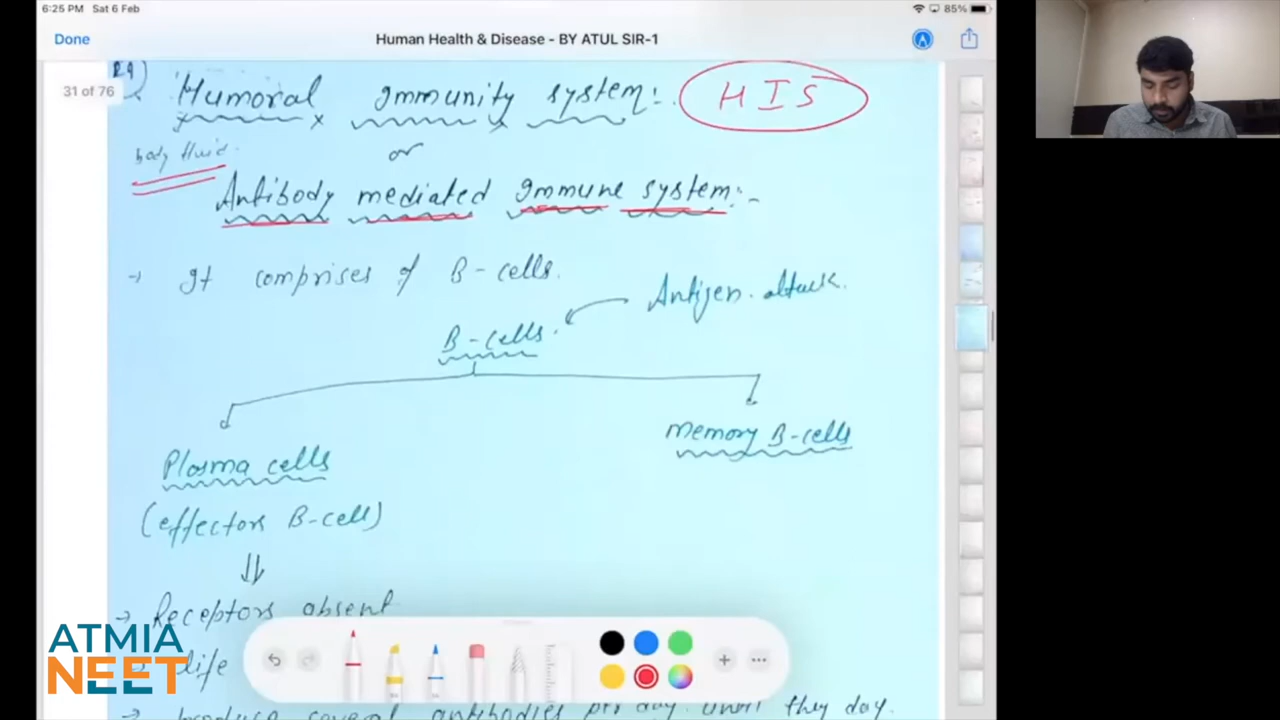 6:25 PM Sat 6 Feb
85%
Done
Human Health & Disease - BY ATUL SIR-1
31 of 76
Humoral immunity system:
HIS
body fluid.
or
Antibody mediated immune system:-
→ It comprises of B-cells.
Antigen attack.
B-cells.
Plasma cells
Memory B-cells
(effectors B-cell)
→ Receptors absent
→ life
→ Introduce several antibodies per day until they day.
ATMIA
NEET